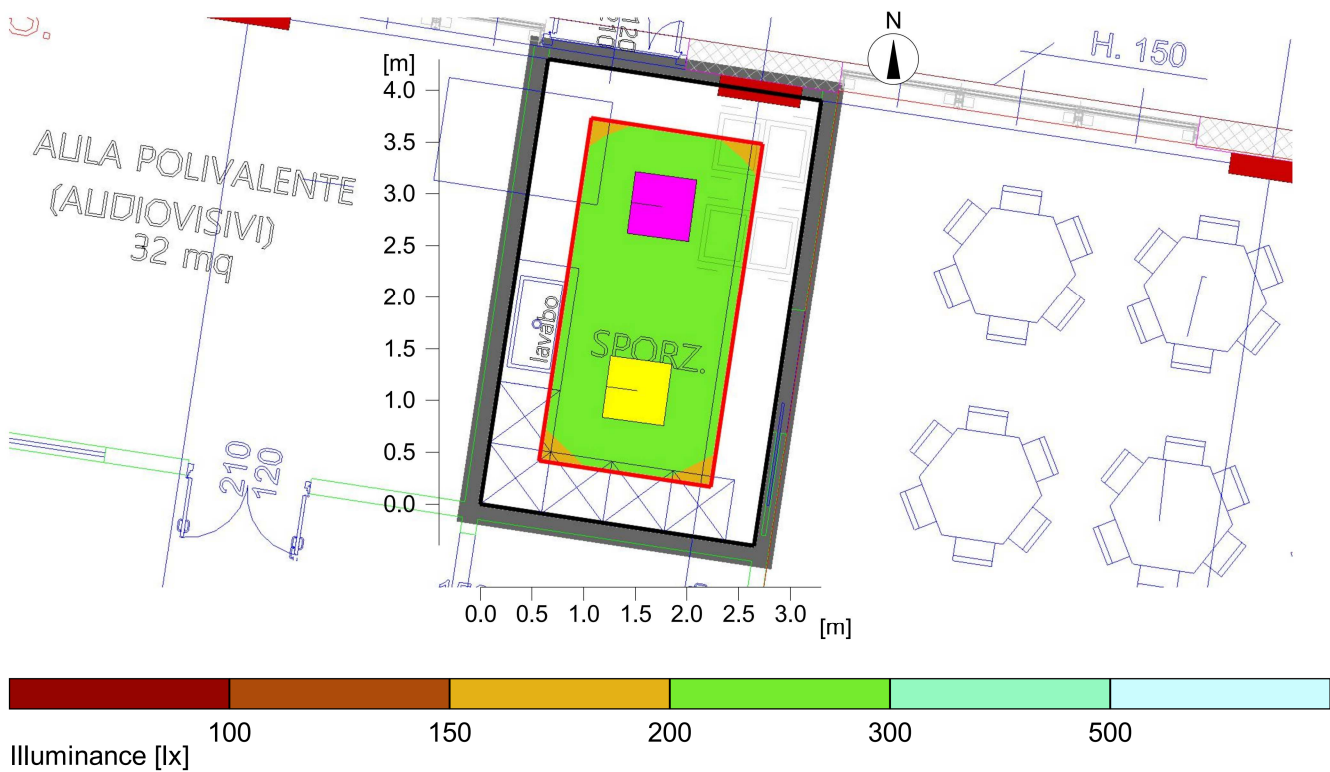 N
H. 150
[m]
4.0
3.5
3.0
2.5
2.0
1.5
1.0
0.5
0.0
AULA POLIVALENTE
(AUDIOVISIVI)
32 mq
lavabo
SPORZ.
210
120
0.0 0.5 1.0 1.5 2.0 2.5 3.0
[m]
100 150 200 300 500
Illuminance [lx]